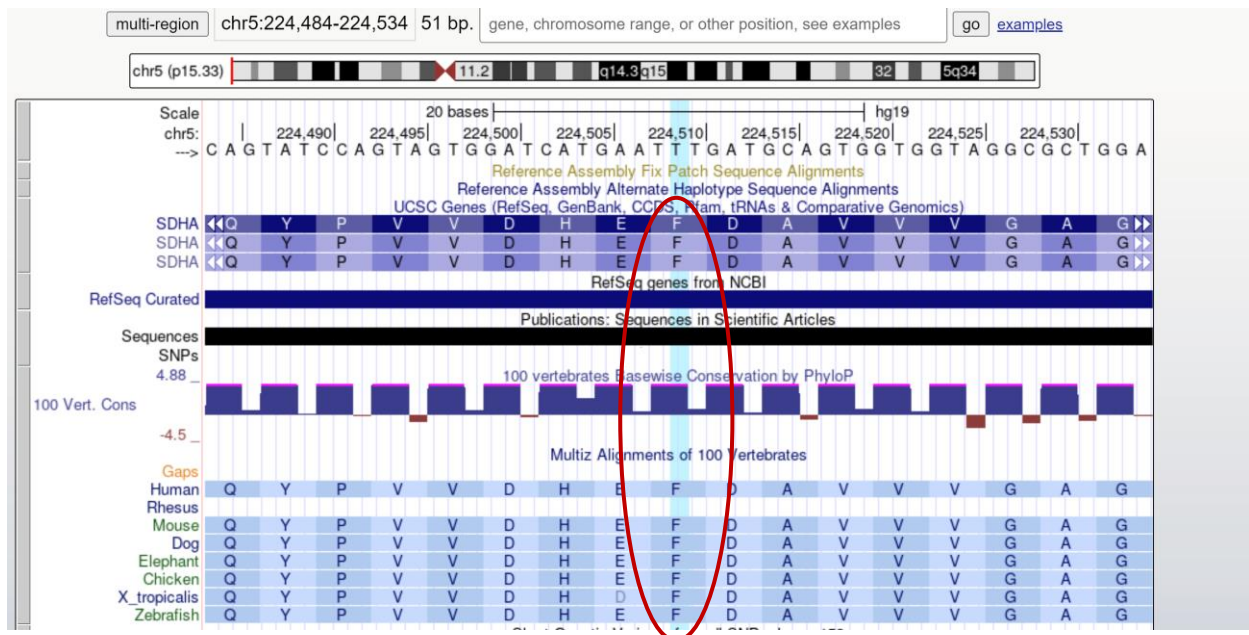 multi-region chr5:224,484-224,534 51 bp. gene, chromosome range, or other position, see examples go examples
chr5 (p15.33) 11.2 q14.3 q15 32 5q34
Scale 20 bases hg19
chr5: 224,490 224,495 224,500 224,505 224,510 224,515 224,520 224,525 224,530
---> C A G T A T C C A G T A G T G G A T C A T G A A T T T G A T G C A G T G G T G G T A G G C G C T G G A
Reference Assembly Fix Patch Sequence Alignments
Reference Assembly Alternate Haplotype Sequence Alignments
UCSC Genes (RefSeq, GenBank, CCDS, Rfam, tRNAs & Comparative Genomics)
SDHA Q Y P V V D H E F D A V V V G A G
SDHA Q Y P V V D H E F D A V V V G A G
SDHA Q Y P V V D H E F D A V V V G A G
RefSeq genes from NCBI
RefSeq Curated
Publications: Sequences in Scientific Articles
Sequences
SNPs
4.88 _ 100 vertebrates Basewise Conservation by PhyloP
100 Vert. Cons
-4.5 _
Multiz Alignments of 100 Vertebrates
Gaps
Human Q Y P V V D H E F D A V V V G A G
Rhesus
Mouse Q Y P V V D H E F D A V V V G A G
Dog Q Y P V V D H E F D A V V V G A G
Elephant Q Y P V V D H E F D A V V V G A G
Chicken Q Y P V V D H E F D A V V V G A G
X_tropicalis Q Y P V V D H D F D A V V V G A G
Zebrafish Q Y P V V D H E F D A V V V G A G